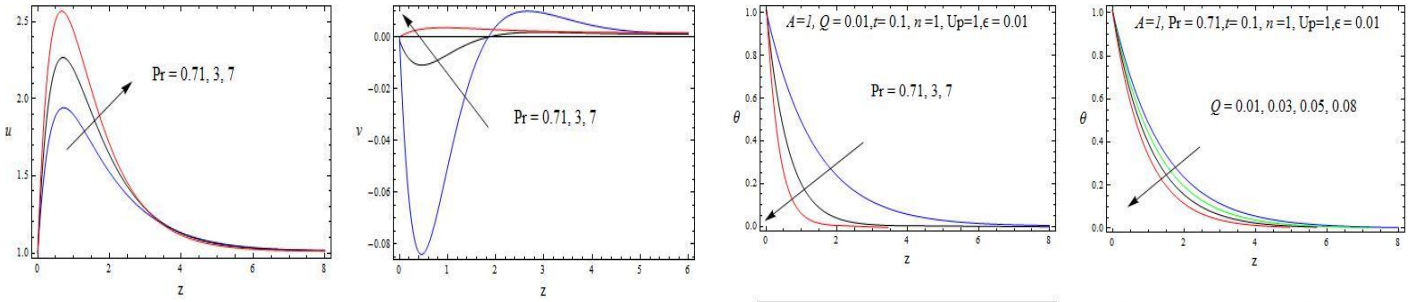 2.5
2.0
1.5
1.0
u
Pr = 0.71, 3, 7
0 2 4 6 8
z
0.00
−0.02
−0.04
−0.06
−0.08
v
Pr = 0.71, 3, 7
0 1 2 3 4 5 6
z
A=1, Q = 0.01,t= 0.1, n =1, Up=1,ϵ = 0.01
1.0
0.8
0.6
0.4
0.2
0.0
θ
Pr = 0.71, 3, 7
0 2 4 6 8
z
A=1, Pr = 0.71,t= 0.1, n =1, Up=1,ϵ = 0.01
1.0
0.8
0.6
0.4
0.2
0.0
θ
Q = 0.01, 0.03, 0.05, 0.08
0 2 4 6 8
z